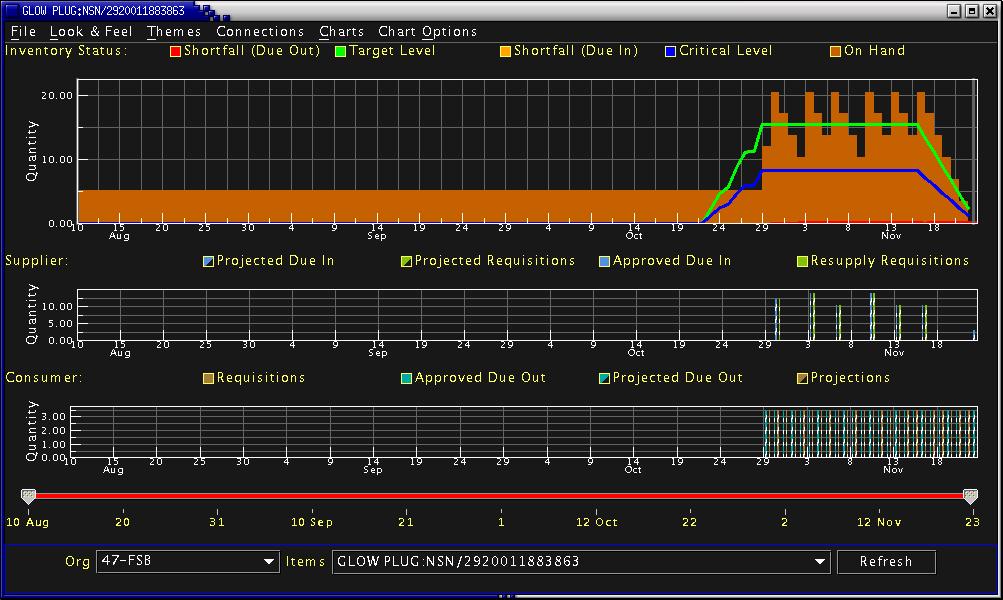 GLOW PLUG:NSN/2920011883863
File Look & Feel Themes Connections Charts Chart Options
Inventory Status: Shortfall (Due Out) Target Level Shortfall (Due In) Critical Level On Hand
Quantity
20.00
10.00
0.00
10 15 20 25 30 4 9 14 19 24 29 4 9 14 19 24 29 3 8 13 18
Aug Sep Oct Nov
Supplier: Projected Due In Projected Requisitions Approved Due In Resupply Requisitions
Quantity
10.00
5.00
0.00
10 15 20 25 30 4 9 14 19 24 29 4 9 14 19 24 29 3 8 13 18
Aug Sep Oct Nov
Consumer: Requisitions Approved Due Out Projected Due Out Projections
Quantity
3.00
2.00
1.00
0.00
10 15 20 25 30 4 9 14 19 24 29 4 9 14 19 24 29 3 8 13 18
Aug Sep Oct Nov
10 Aug 20 31 10 Sep 21 1 12 Oct 22 2 12 Nov 23
Org 47-FSB Items GLOW PLUG:NSN/2920011883863 Refresh